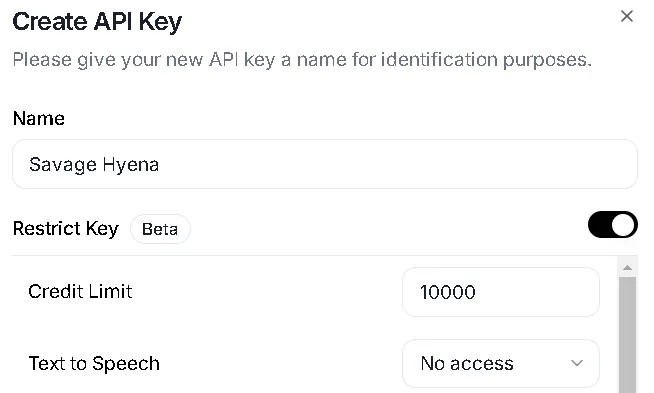 Create API Key
Please give your new API key a name for identification purposes.
Name
Savage Hyena
Restrict Key Beta
Credit Limit 10000
Text to Speech No access